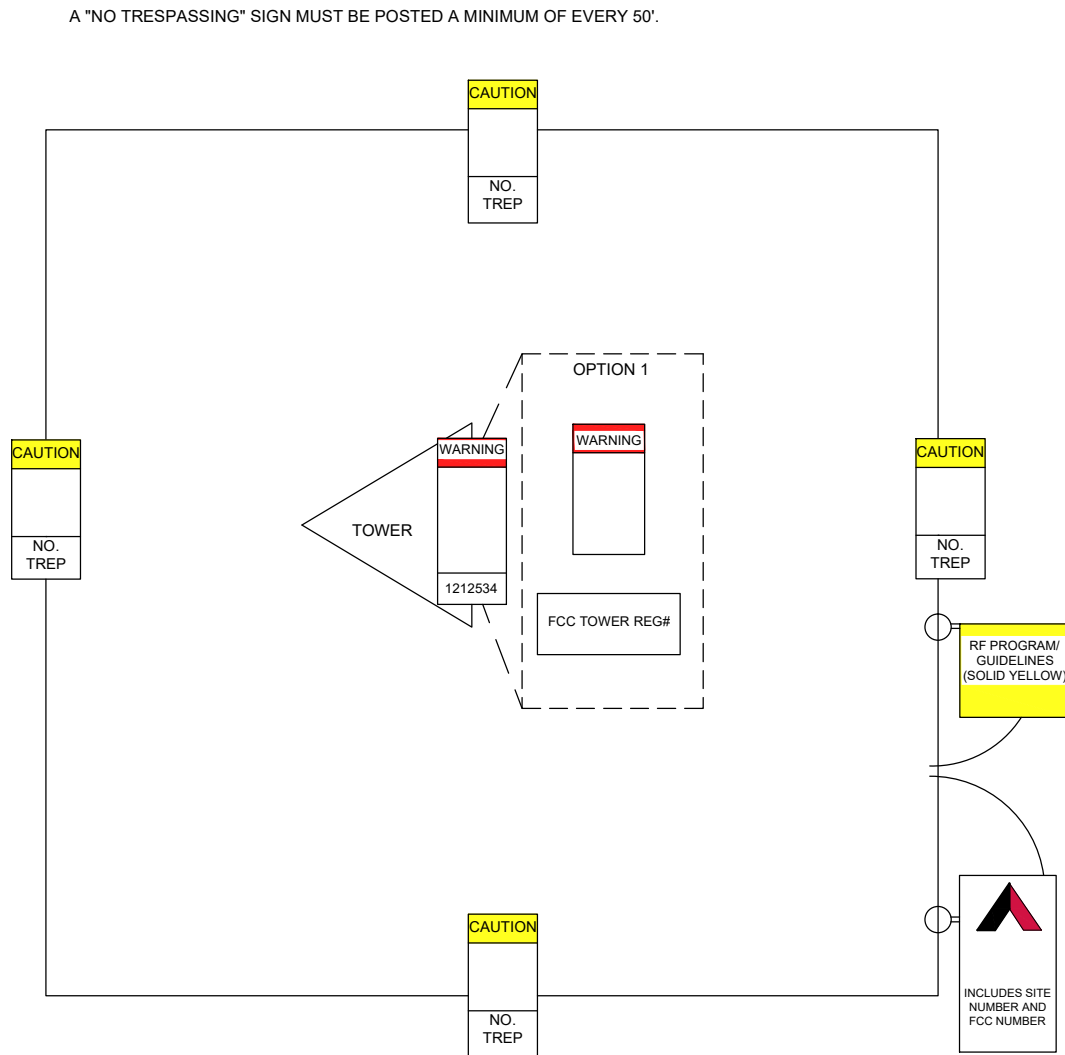 A "NO TRESPASSING" SIGN MUST BE POSTED A MINIMUM OF EVERY 50'.
CAUTION
NO.
TREP
OPTION 1
CAUTION
NO.
TREP
TOWER
WARNING
1212534
WARNING
FCC TOWER REG#
CAUTION
NO.
TREP
RF PROGRAM/
GUIDELINES
(SOLID YELLOW)
CAUTION
NO.
TREP
INCLUDES SITE
NUMBER AND
FCC NUMBER